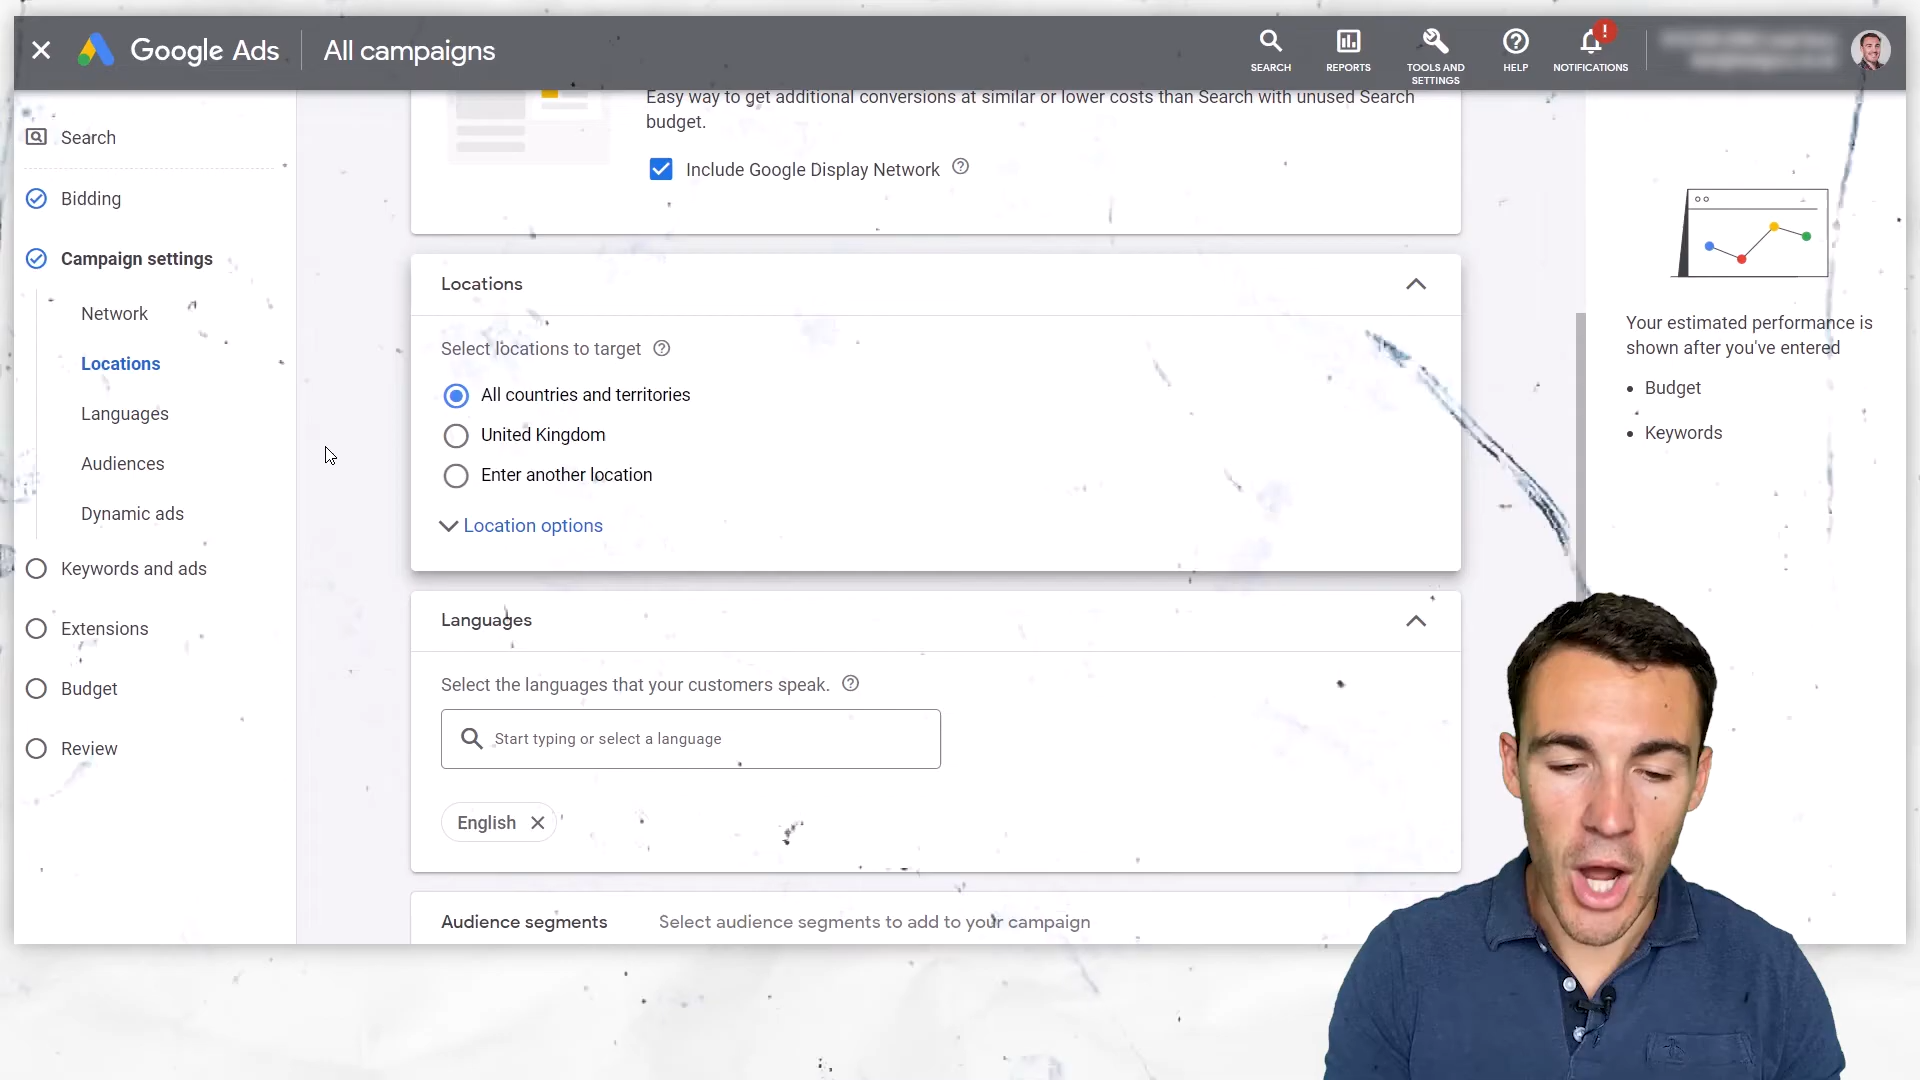 Google Ads
All campaigns
SEARCH
REPORTS
TOOLS AND
SETTINGS
HELP
!
NOTIFICATIONS
Search
Bidding
Campaign settings
Network
Locations
Languages
Audiences
Dynamic ads
Keywords and ads
Extensions
Budget
Review
Easy way to get additional conversions at similar or lower costs than Search with unused Search
budget.
Include Google Display Network
Locations
Select locations to target
All countries and territories
United Kingdom
Enter another location
Location options
Languages
Select the languages that your customers speak.
Start typing or select a language
English
Audience segments
Select audience segments to add to your campaign
Your estimated performance is
shown after you've entered
• Budget
• Keywords